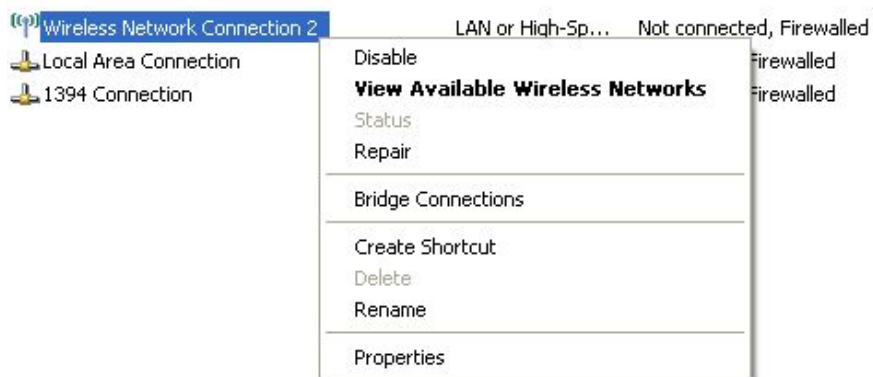 Wireless Network Connection 2 LAN or High-Sp... Not connected, Firewalled
Local Area Connection Firewalled
1394 Connection Firewalled
Disable
View Available Wireless Networks
Status
Repair
Bridge Connections
Create Shortcut
Delete
Rename
Properties